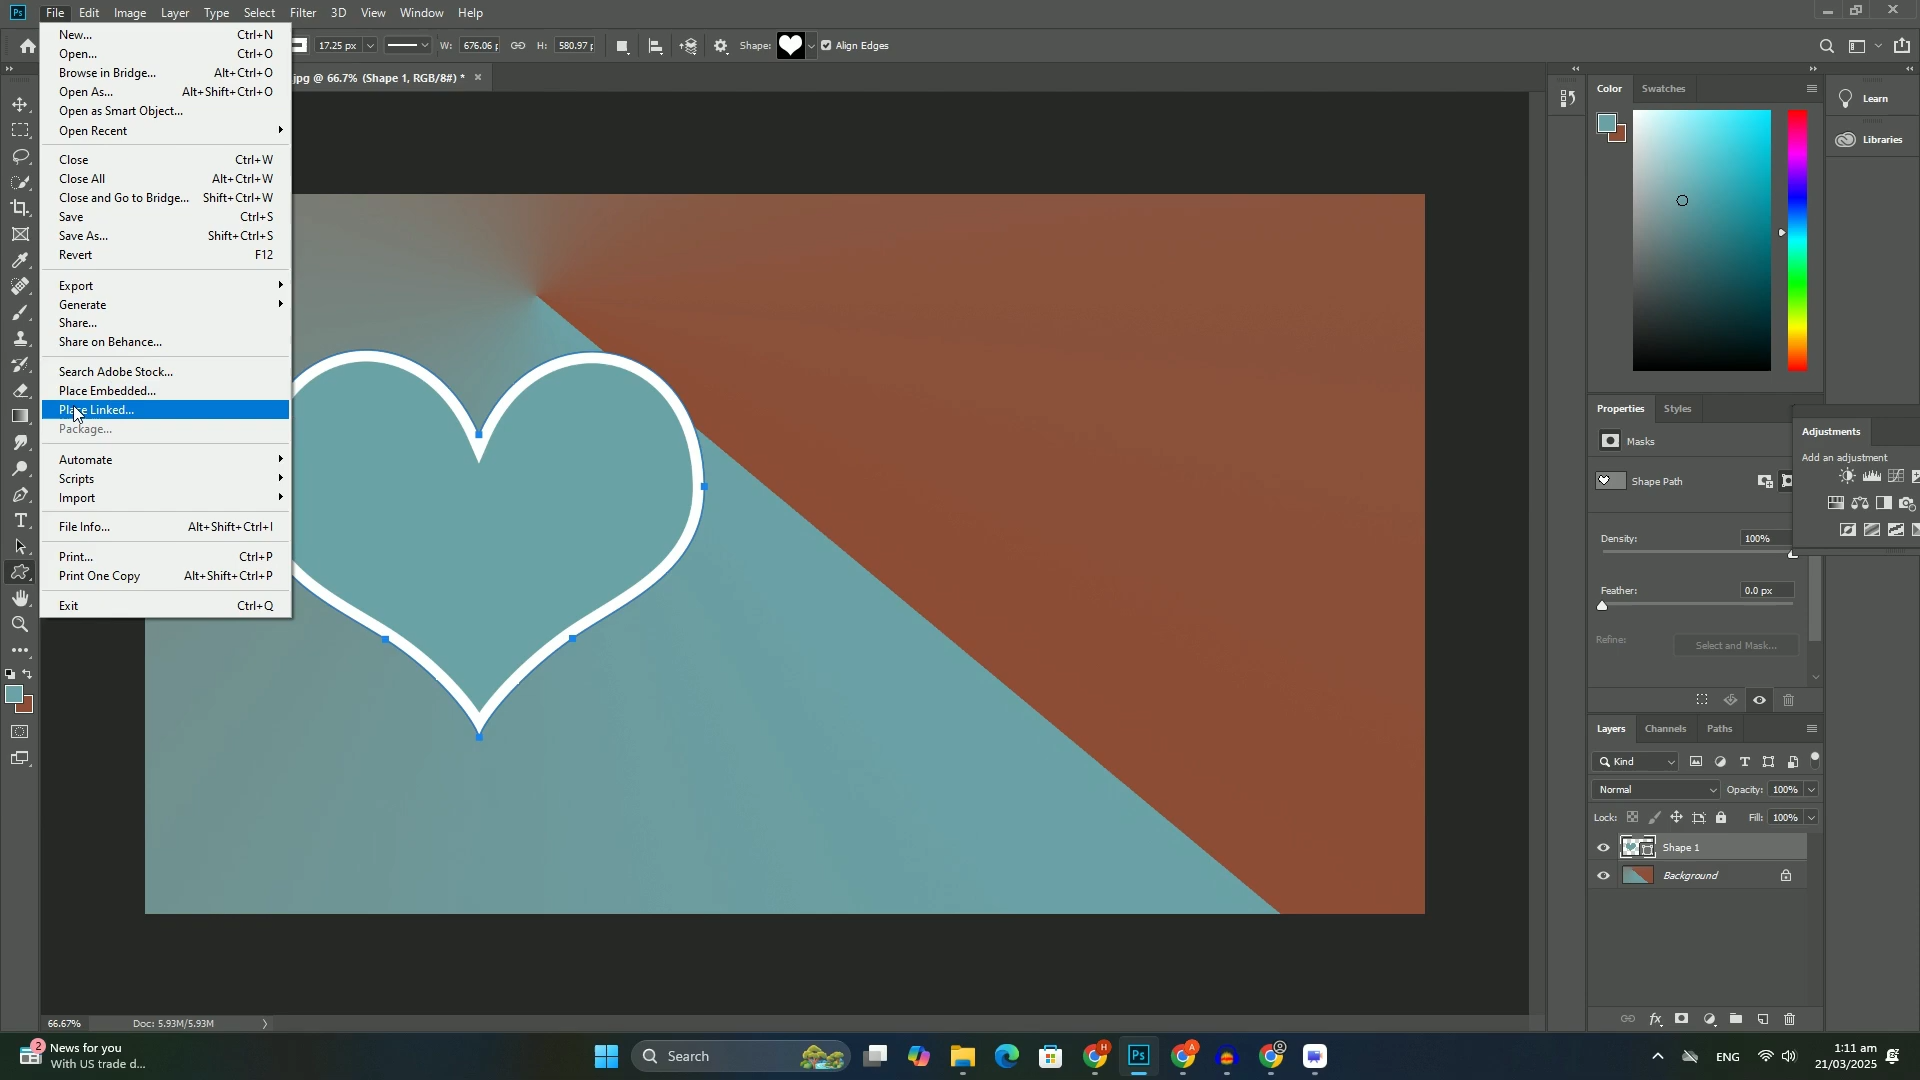 Ps File Edit Image Layer Type Select Filter 3D View Window Help
17.25 px W: 676.06 p H: 580.97 p Shape: Align Edges
.jpg @ 66.7% (Shape 1, RGB/8#) *
New... Ctrl+N
Open... Ctrl+O
Browse in Bridge... Alt+Ctrl+O
Open As... Alt+Shift+Ctrl+O
Open as Smart Object...
Open Recent
Close Ctrl+W
Close All Alt+Ctrl+W
Close and Go to Bridge... Shift+Ctrl+W
Save Ctrl+S
Save As... Shift+Ctrl+S
Revert F12
Export
Generate
Share...
Share on Behance...
Search Adobe Stock...
Place Embedded...
Place Linked...
Package...
Automate
Scripts
Import
File Info... Alt+Shift+Ctrl+I
Print... Ctrl+P
Print One Copy Alt+Shift+Ctrl+P
Exit Ctrl+Q
Color Swatches
Learn
Libraries
Properties Styles
Masks
Shape Path
Density: 100%
Feather: 0.0 px
Refine: Select and Mask...
Adjustments
Add an adjustment
Layers Channels Paths
Kind
Normal Opacity: 100%
Lock: Fill: 100%
Shape 1
Background
fx
66.67% Doc: 5.93M/5.93M
2 News for you
With US trade d...
Search
H
Ps
A
ENG
1:11 am
21/03/2025